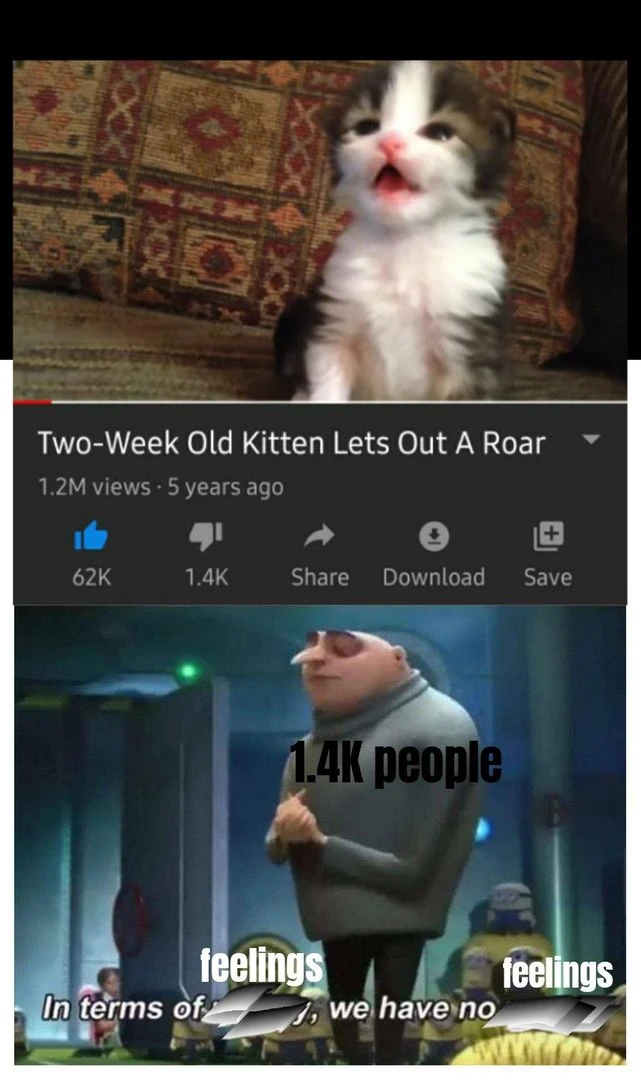 Two-Week Old Kitten Lets Out A Roar
1.2M views · 5 years ago
62K 1.4K Share Download Save
1.4K people
feelings feelings
In terms of y, we have no